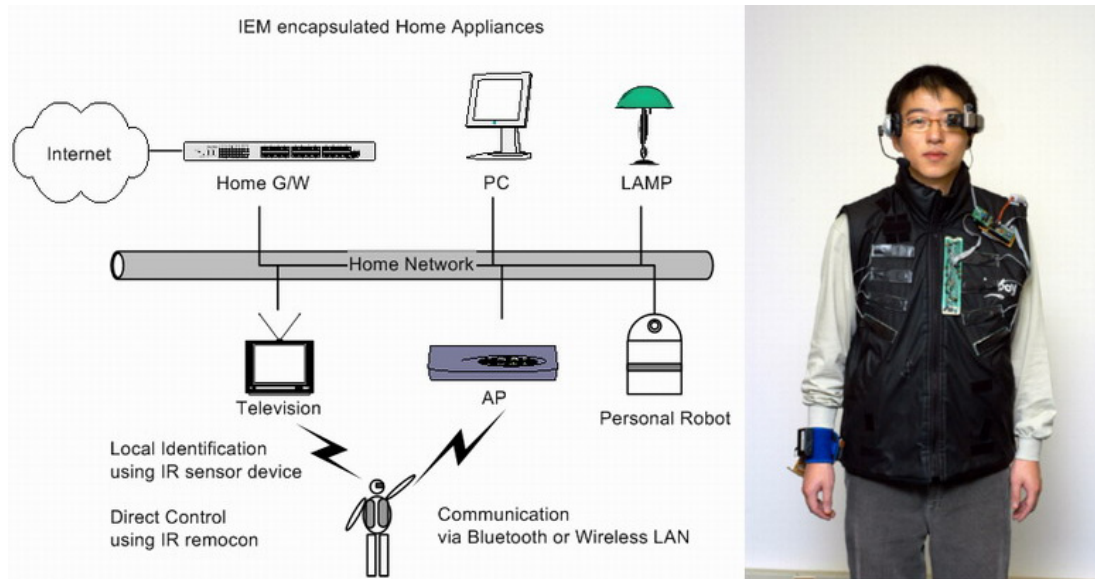 IEM encapsulated Home Appliances
Internet
Home G/W
PC
LAMP
Home Network
Television
AP
Personal Robot
Local Identification
using IR sensor device
Direct Control
using IR remocon
Communication
via Bluetooth or Wireless LAN